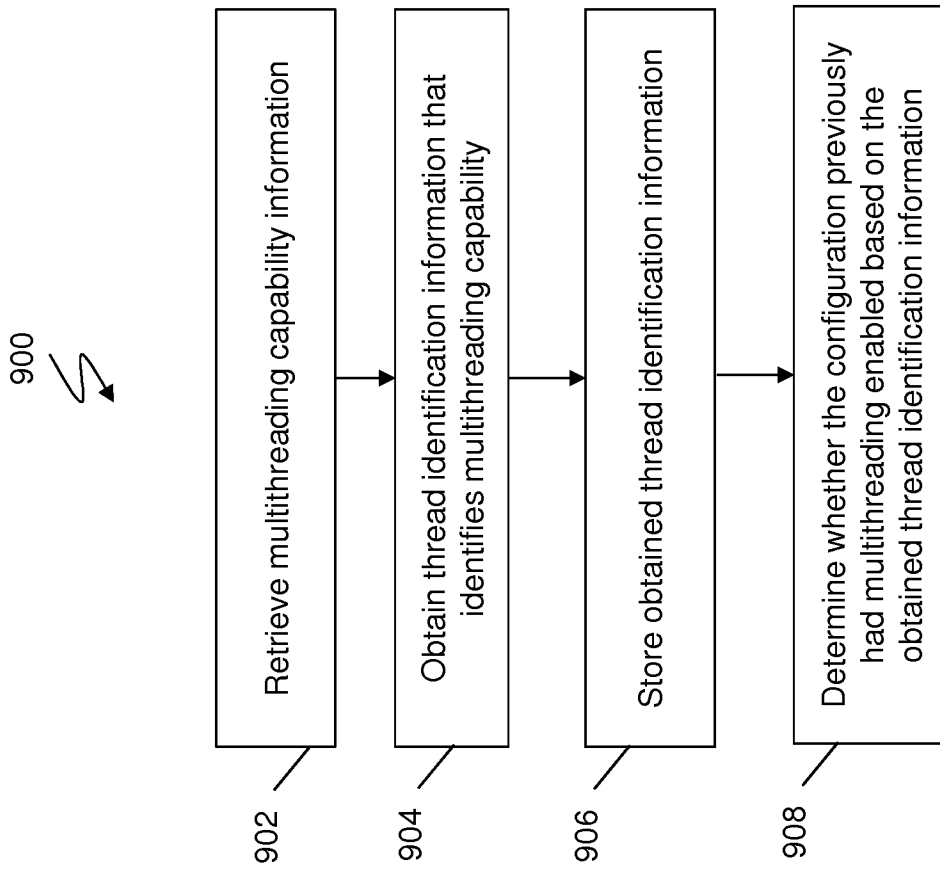 900
902
Retrieve multithreading capability information
904
Obtain thread identification information that
identifies multithreading capability
906
Store obtained thread identification information
908
Determine whether the configuration previously
had multithreading enabled based on the
obtained thread identification information